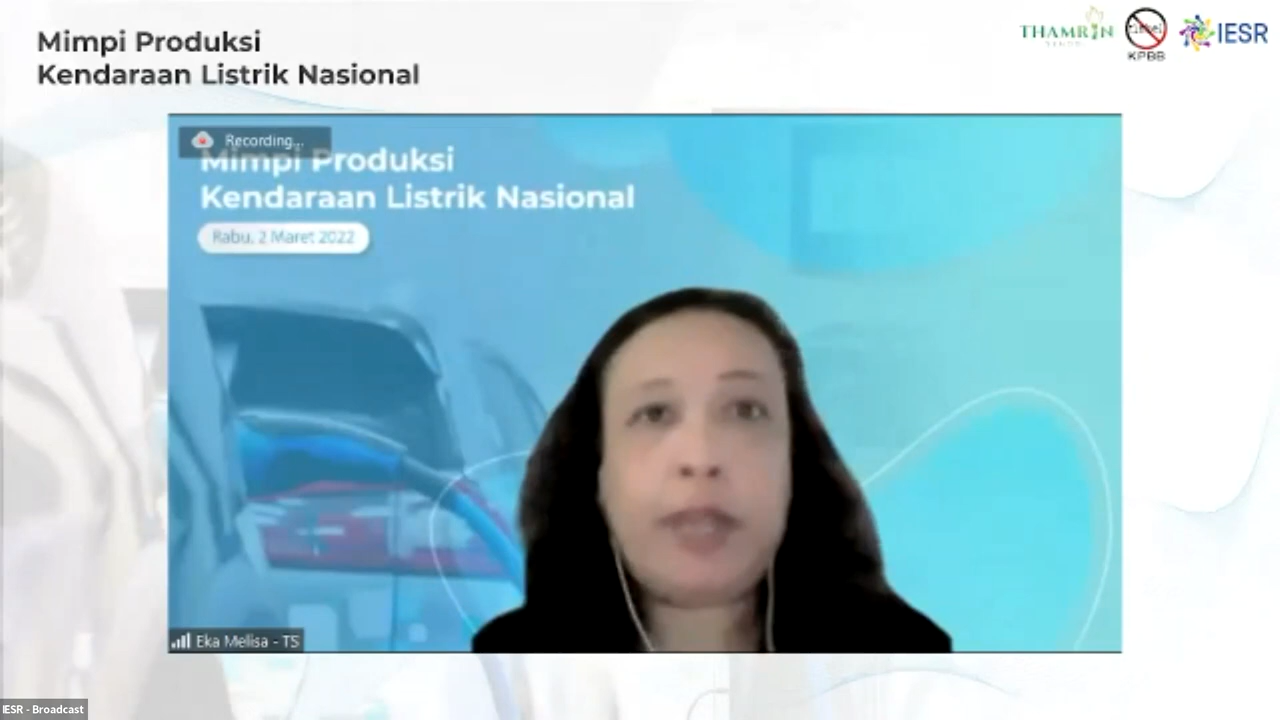 Mimpi Produksi
Kendaraan Listrik Nasional
THAMRIN
KPBB
IESR
Recording...
Mimpi Produksi
Kendaraan Listrik Nasional
Rabu, 2 Maret 2022
Eka Melisa - TS
IESR - Broadcast